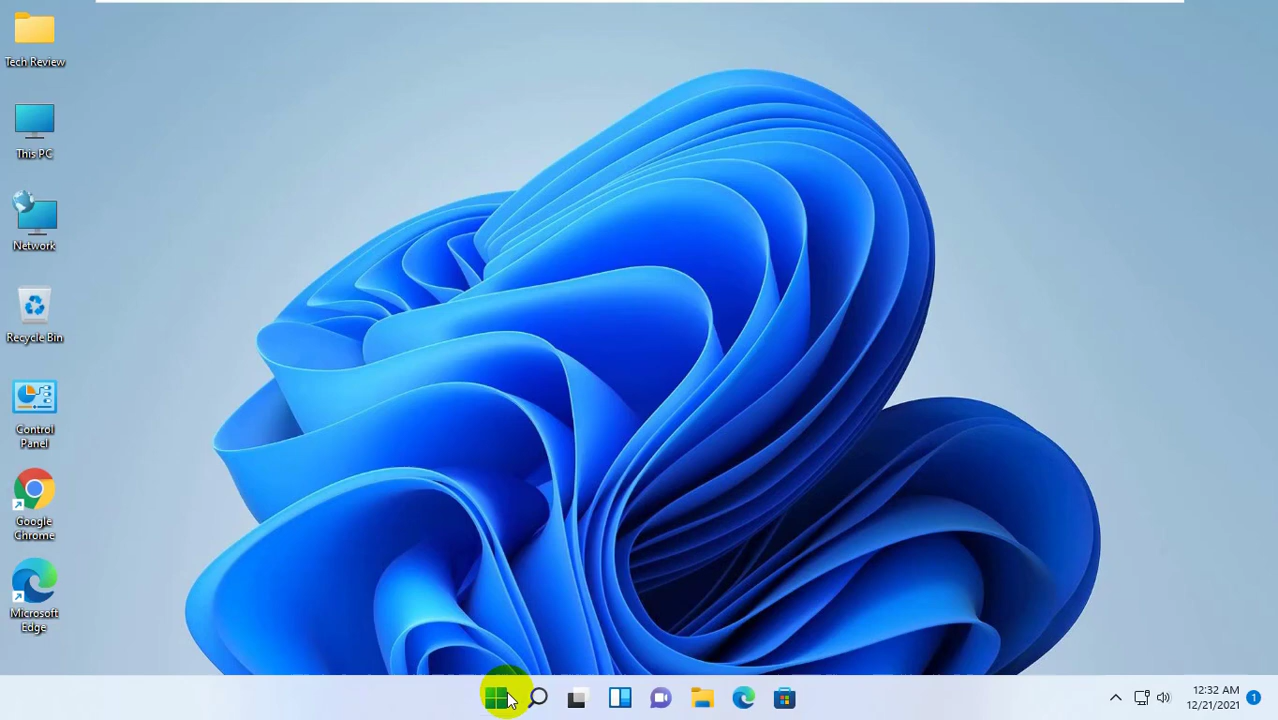 Tech Review
This PC
Network
Recycle Bin
Control
Panel
Google
Chrome
Microsoft
Edge
12:32 AM
12/21/2021
1